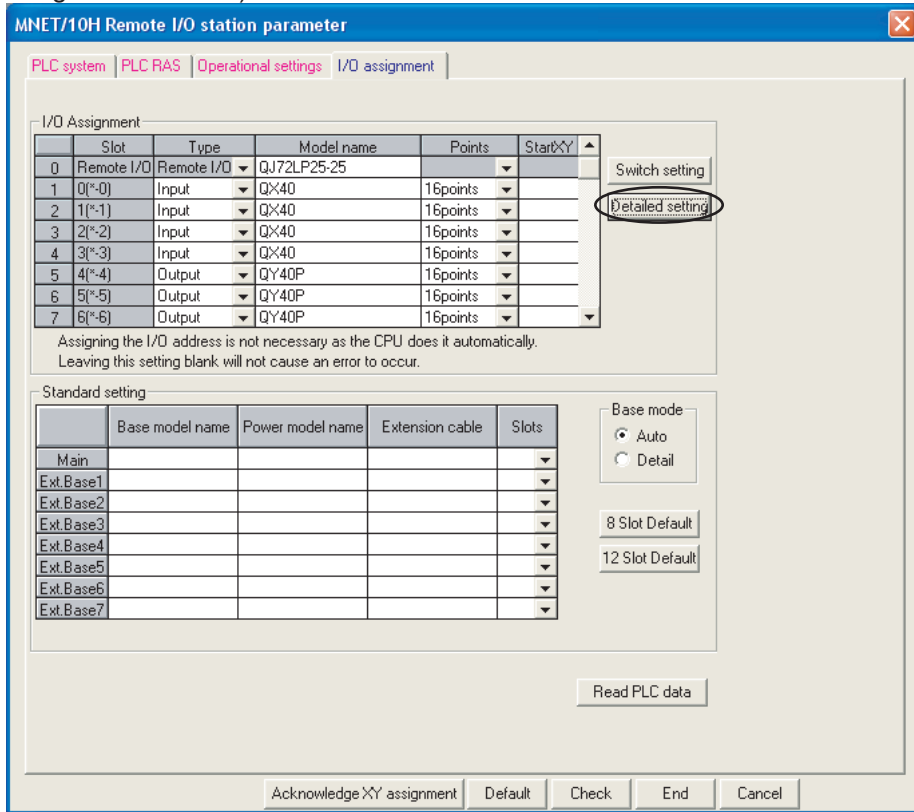 MNET/10H Remote I/O station parameter
PLC system PLC RAS Operational settings I/O assignment
I/O Assignment
Slot Type Model name Points StartXY
0 Remote I/O Remote I/O QJ72LP25-25
1 0(*-0) Input QX40 16points
2 1(*-1) Input QX40 16points
3 2(*-2) Input QX40 16points
4 3(*-3) Input QX40 16points
5 4(*-4) Output QY40P 16points
6 5(*-5) Output QY40P 16points
7 6(*-6) Output QY40P 16points
Switch setting
Detailed setting
Assigning the I/O address is not necessary as the CPU does it automatically.
Leaving this setting blank will not cause an error to occur.
Standard setting
Base model name Power model name Extension cable Slots
Main
Ext.Base1
Ext.Base2
Ext.Base3
Ext.Base4
Ext.Base5
Ext.Base6
Ext.Base7
Base mode
Auto
Detail
8 Slot Default
12 Slot Default
Read PLC data
Acknowledge XY assignment Default Check End Cancel